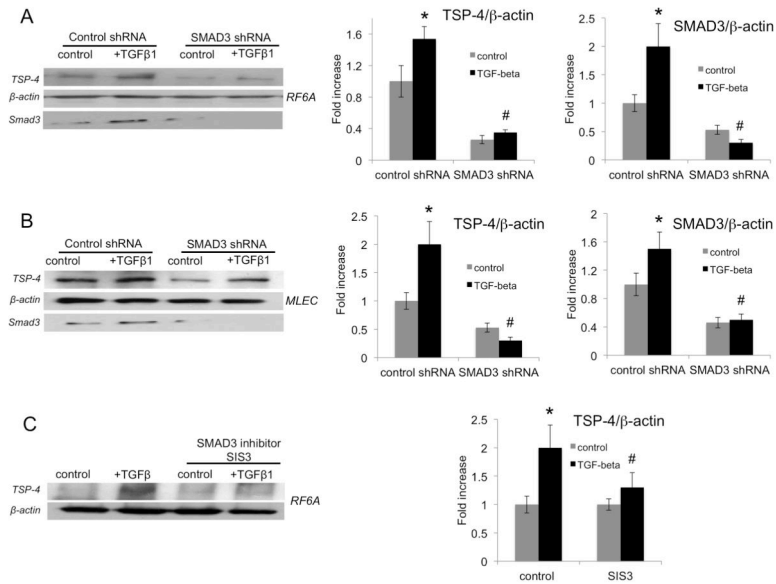 A
Control shRNA SMAD3 shRNA
control +TGFβ1 control +TGFβ1
TSP-4
β-actin
RF6A
Smad3
TSP-4/β-actin
Fold increase
2
1.6
1.2
0.8
0.4
0
*
#
control
TGF-beta
control shRNA SMAD3 shRNA
SMAD3/β-actin
Fold increase
2.5
2
1.5
1
0.5
0
*
#
control
TGF-beta
control shRNA SMAD3 shRNA
B
Control shRNA SMAD3 shRNA
control +TGFβ1 control +TGFβ1
TSP-4
β-actin
MLEC
Smad3
TSP-4/β-actin
Fold increase
2.5
2
1.5
1
0.5
0
*
#
control
TGF-beta
control shRNA SMAD3 shRNA
SMAD3/β-actin
Fold increase
2
1.6
1.2
0.8
0.4
0
*
#
control
TGF-beta
control shRNA SMAD3 shRNA
C
SMAD3 inhibitor
SIS3
control +TGFβ control +TGFβ1
TSP-4
RF6A
β-actin
TSP-4/β-actin
Fold increase
2.5
2
1.5
1
0.5
0
*
#
control
TGF-beta
control SIS3